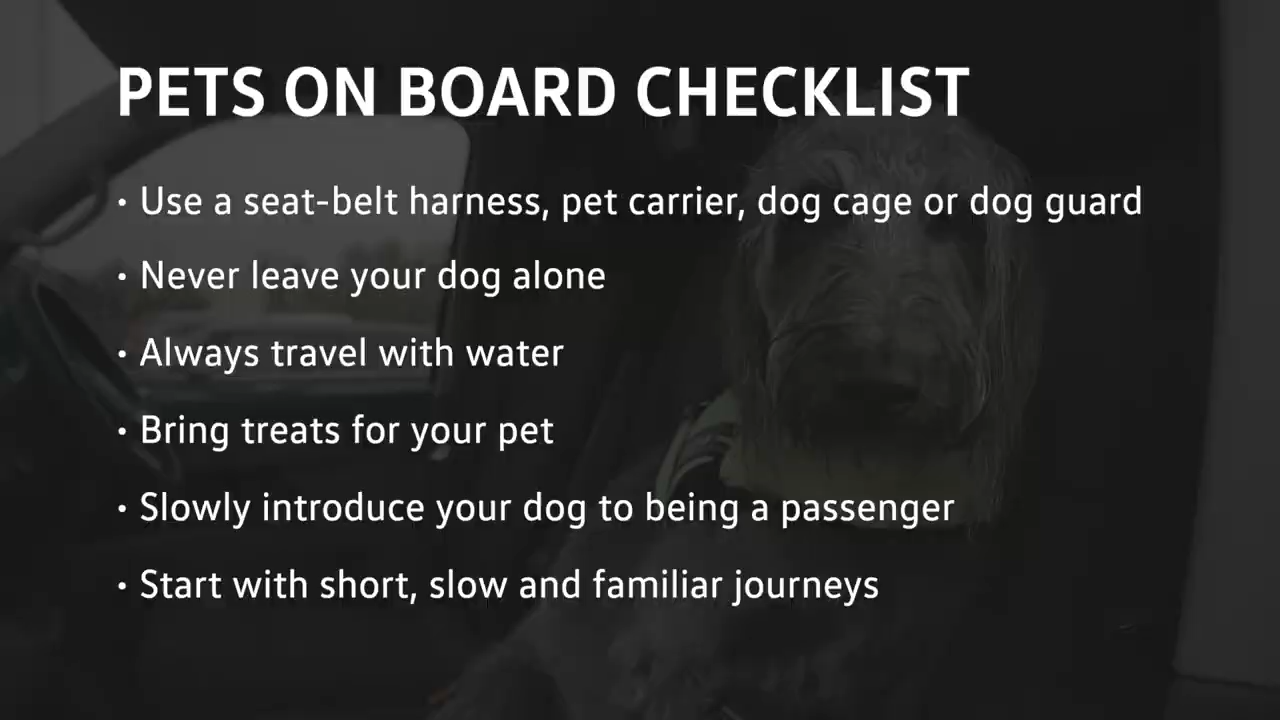 PETS ON BOARD CHECKLIST
• Use a seat-belt harness, pet carrier, dog cage or dog guard
• Never leave your dog alone
• Always travel with water
• Bring treats for your pet
• Slowly introduce your dog to being a passenger
• Start with short, slow and familiar journeys